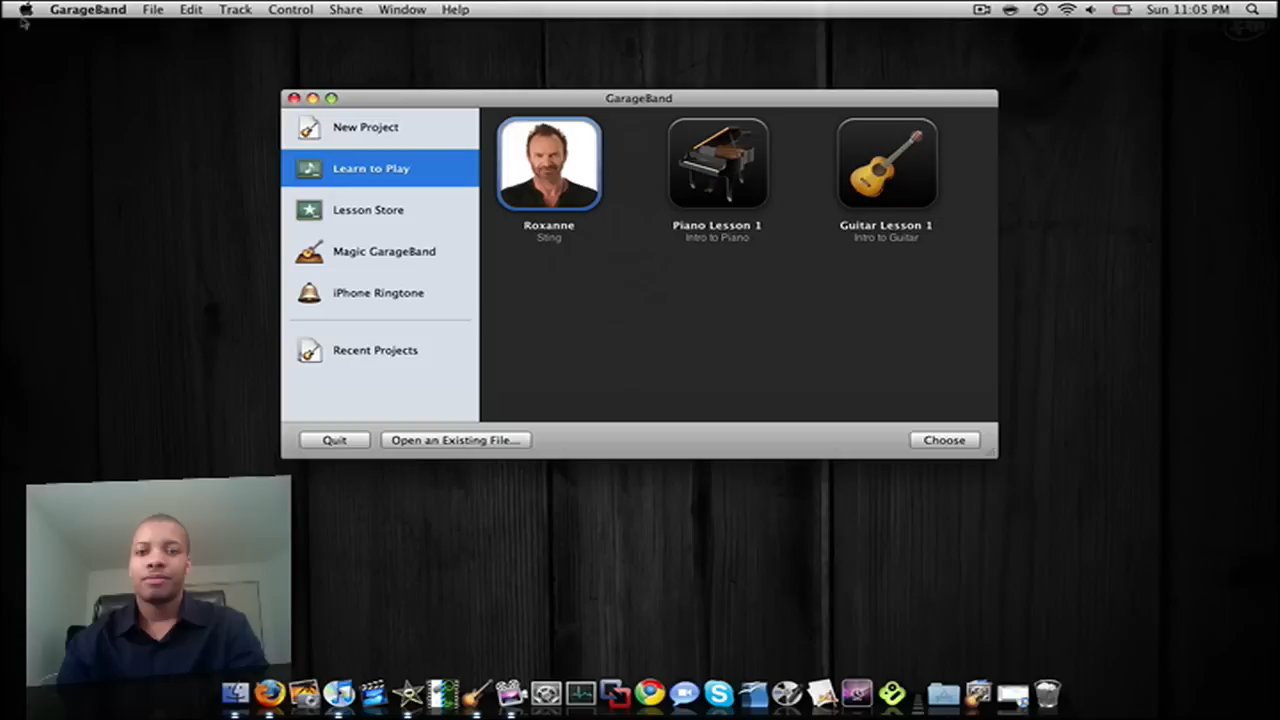 GarageBand File Edit Track Control Share Window Help Sun 11:05 PM
GarageBand
New Project
Learn to Play
Lesson Store
Magic GarageBand
iPhone Ringtone
Recent Projects
Roxanne
Sting
Piano Lesson 1
Intro to Piano
Guitar Lesson 1
Intro to Guitar
Quit
Open an Existing File...
Choose